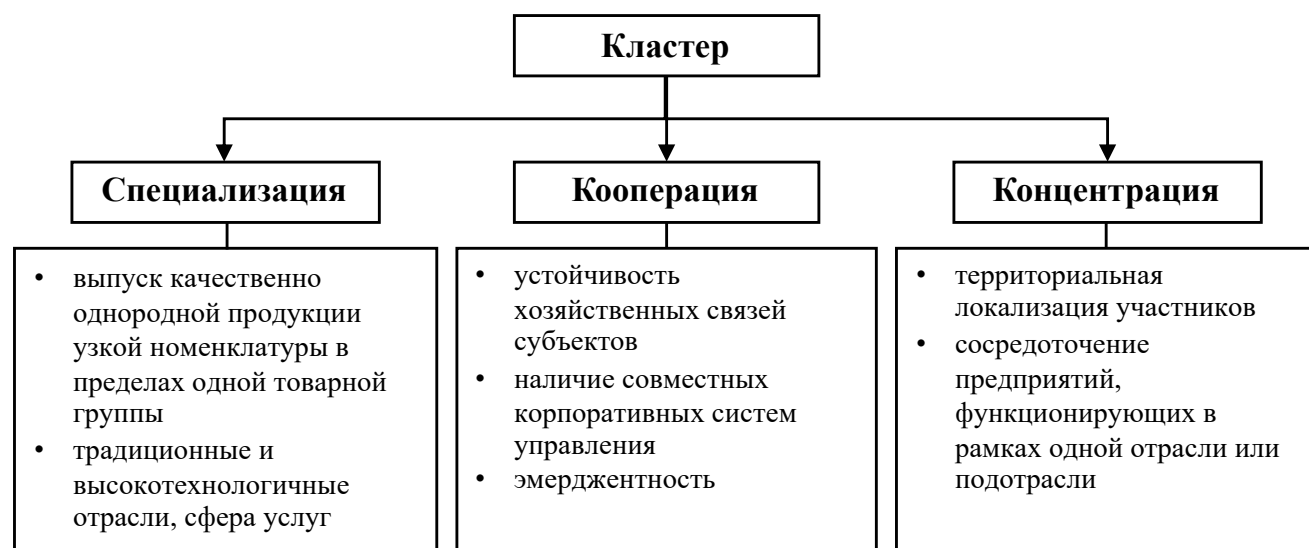 Кластер
Специализация
• выпуск качественно
однородной продукции
узкой номенклатуры в
пределах одной товарной
группы
• традиционные и
высокотехнологичные
отрасли, сфера услуг
Кооперация
• устойчивость
хозяйственных связей
субъектов
• наличие совместных
корпоративных систем
управления
• эмерджентность
Концентрация
• территориальная
локализация участников
• сосредоточение
предприятий,
функционирующих в
рамках одной отрасли или
подотрасли